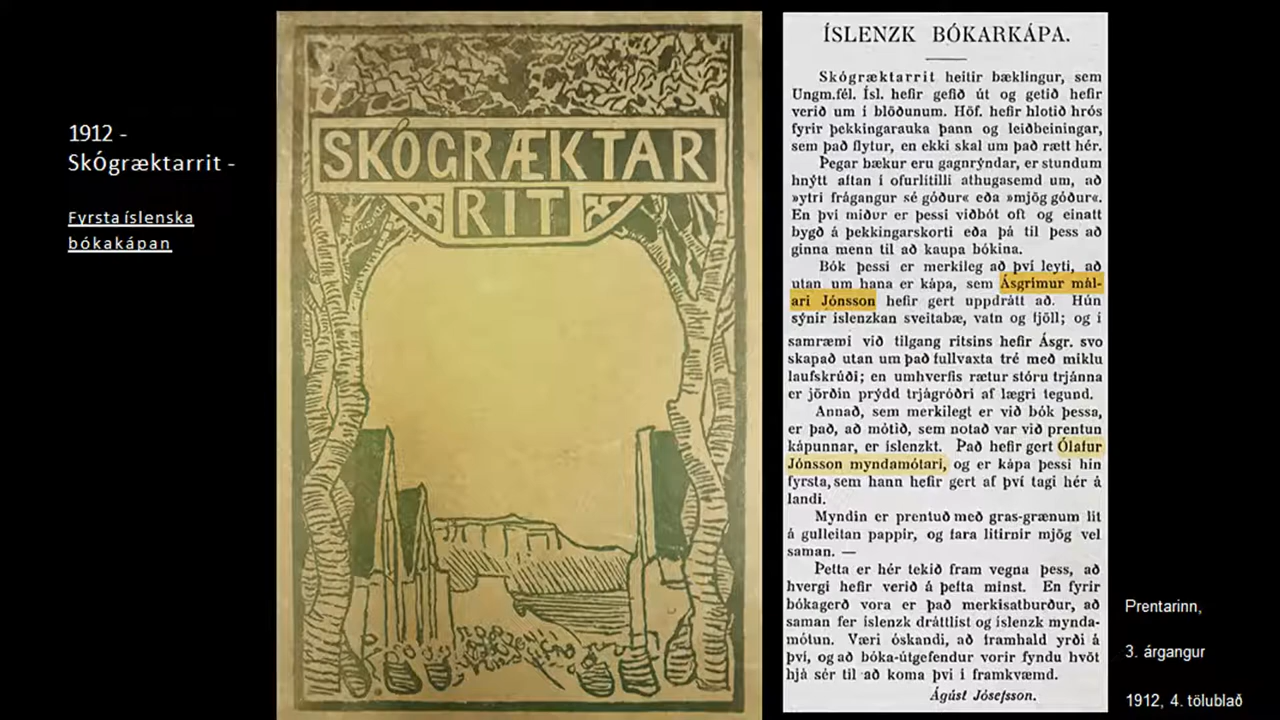 1912 -
Skógræktarrit -
Fyrsta íslenska
bókakápan
SKÓGRÆKTAR
RIT
ÍSLENZK BÓKARKÁPA.
Skógræktarrit heitir bæklingur, sem
Ungm.fél. Ísl. hefir gefið út og getið hefir
verið um í blöðunum. Höf. hefir hlotið hrós
fyrir þekkingarauka þann og leiðbeiningar,
sem það flytur, en ekki skal um það rætt hér.
Þegar bækur eru gagnrýndar, er stundum
hnýtt aftan í ofurlítilli athugasemd um, að
»ytri frágangur sé góður« eða »mjög góður«.
En því miður er þessi viðbót oft og einatt
bygð á þekkingarskorti eða þá til þess að
ginna menn til að kaupa bókina.
Bók þessi er merkileg að því leyti, að
utan um hana er kápa, sem Ásgrímur mál-
ari Jónsson hefir gert uppdrátt að. Hún
sýnir íslenzkan sveitabæ, vatn og fjöll; og í
samræmi við tilgang ritsins hefir Ásgr. svo
skapað utan um það fullvaxta tré með miklu
laufskrúði; en umhverfis rætur stóru trjánna
er jörðin prýdd trjágróðri af lægri tegund.
Annað, sem merkilegt er við bók þessa,
er það, að mótið, sem notað var við prentun
kápunnar, er íslenzkt. Það hefir gert Ólafur
Jónsson myndamótari, og er kápa þessi hin
fyrsta, sem hann hefir gert af því tagi hér á
landi.
Myndin er prentuð með gras-grænum lit
á gulleitan pappír, og fara litirnir mjög vel
saman. —
Þetta er hér tekið fram vegna þess, að
hvergi hefir verið á þetta minst. En fyrir
bókagerð vora er það merkisatburður, að
saman fer íslenzk dráttlist og íslenzk mynda-
mótun. Væri óskandi, að framhald yrði á
því, og að bóka-útgefendur vorir fyndu hvöt
hjá sér til að koma því í framkvæmd.
Ágúst Jósefsson.
Prentarinn,
3. árgangur
1912, 4. tölublað